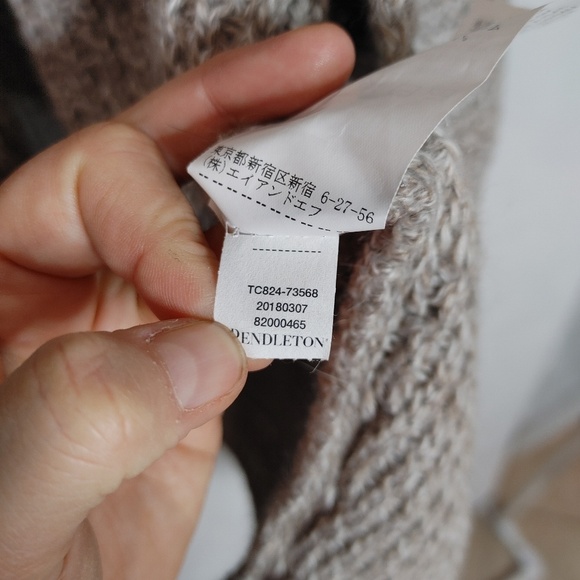 東京都新宿区新宿 6-27-56
(株)エイアンドエフ
TC824-73568
20180307
82000465
PENDLETON